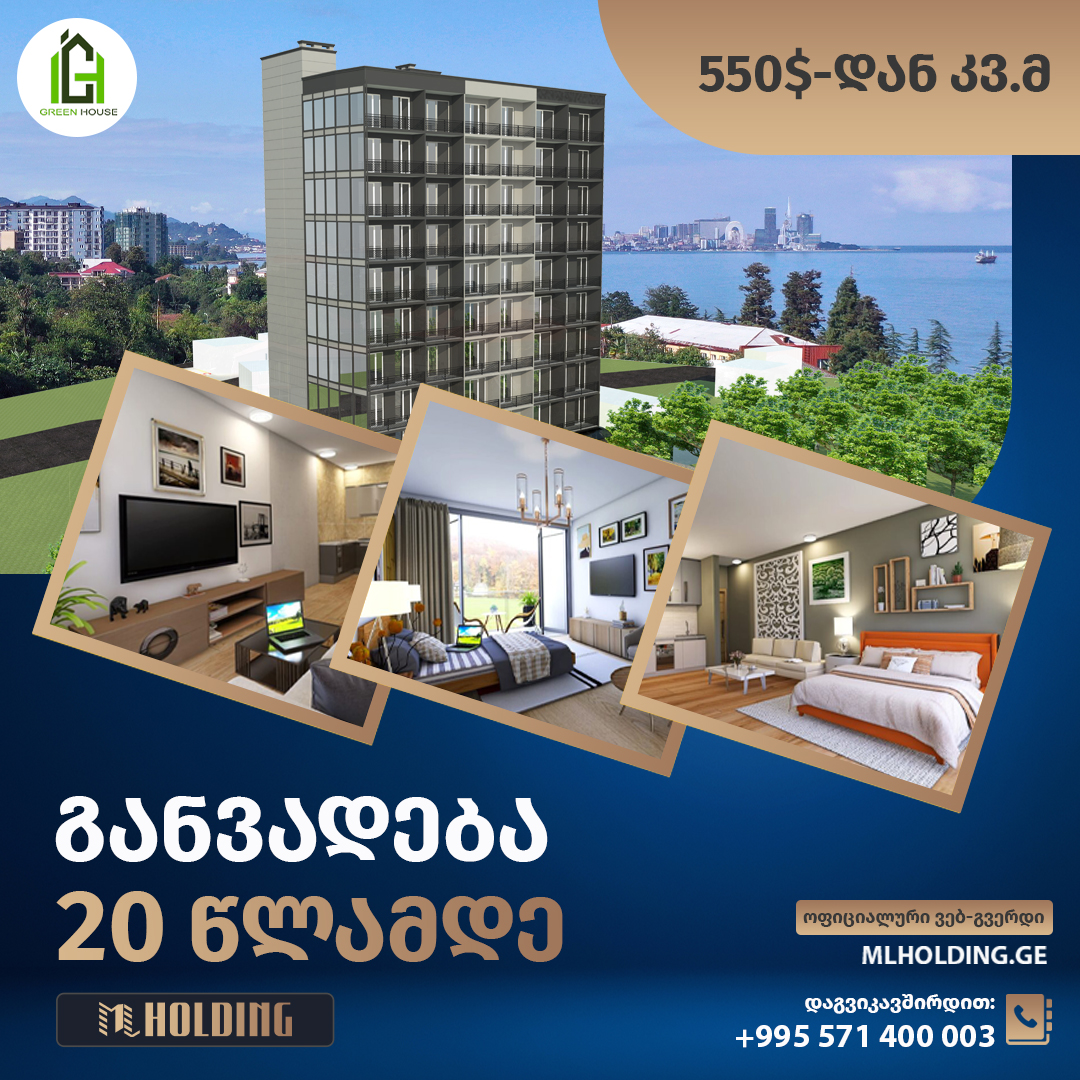 GREEN HOUSE
550$-დან კვ.მ
განვადება
20 წლამდე
ML HOLDING
ოფიციალური ვებ-გვერდი
MLHOLDING.GE
დაგვიკავშირდით:
+995 571 400 003